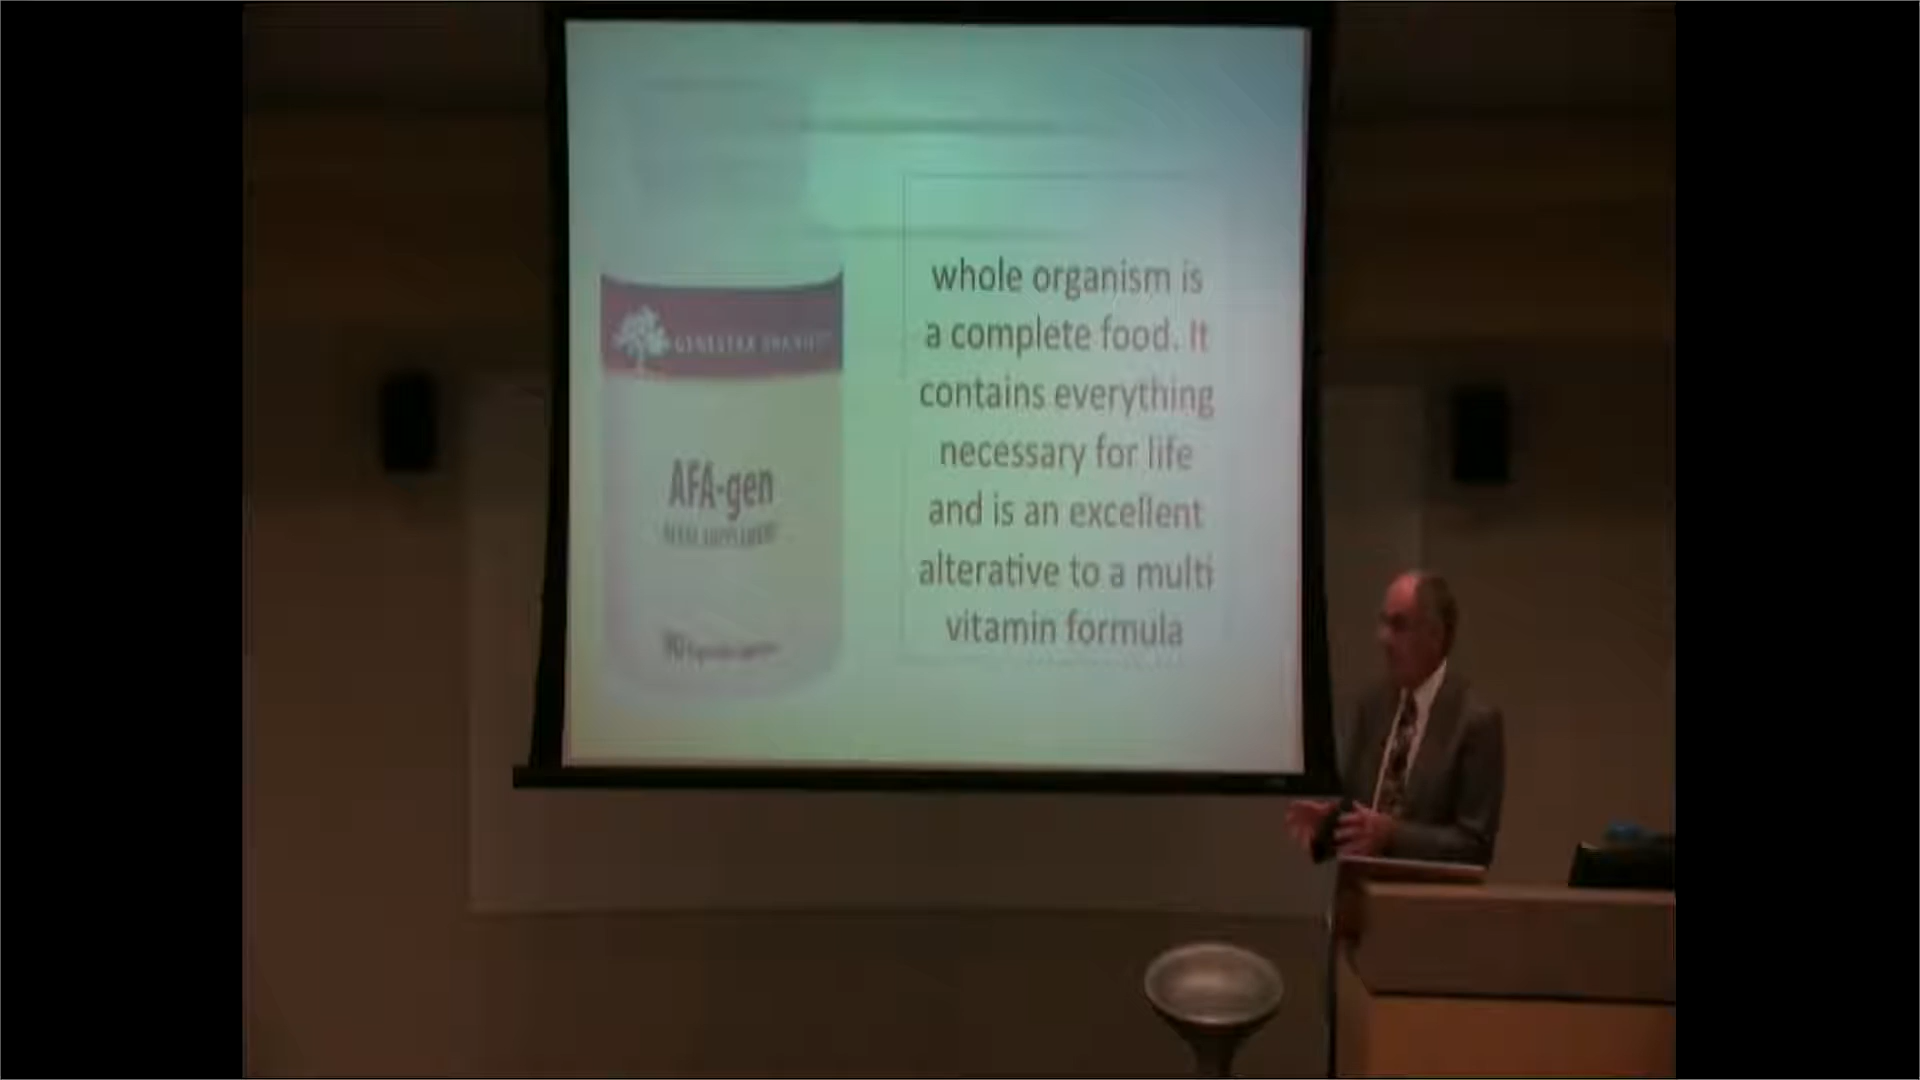 AFA-gen
whole organism is
a complete food. It
contains everything
necessary for life
and is an excellent
alterative to a multi
vitamin formula